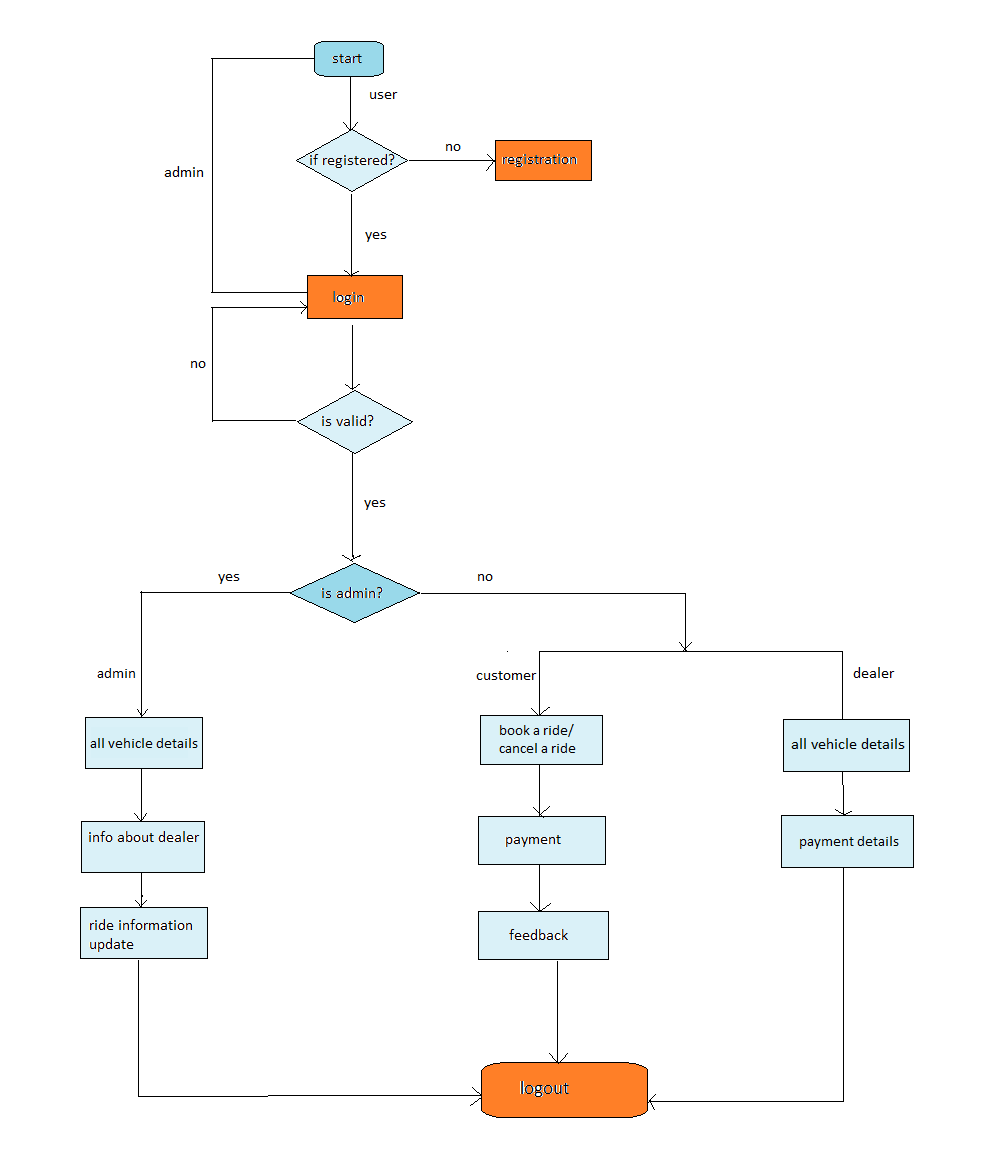 start
user
if registered?
no
registration
admin
yes
login
no
is valid?
yes
yes
is admin?
no
admin
customer
dealer
all vehicle details
book a ride/
cancel a ride
all vehicle details
info about dealer
payment
payment details
ride information
update
feedback
logout